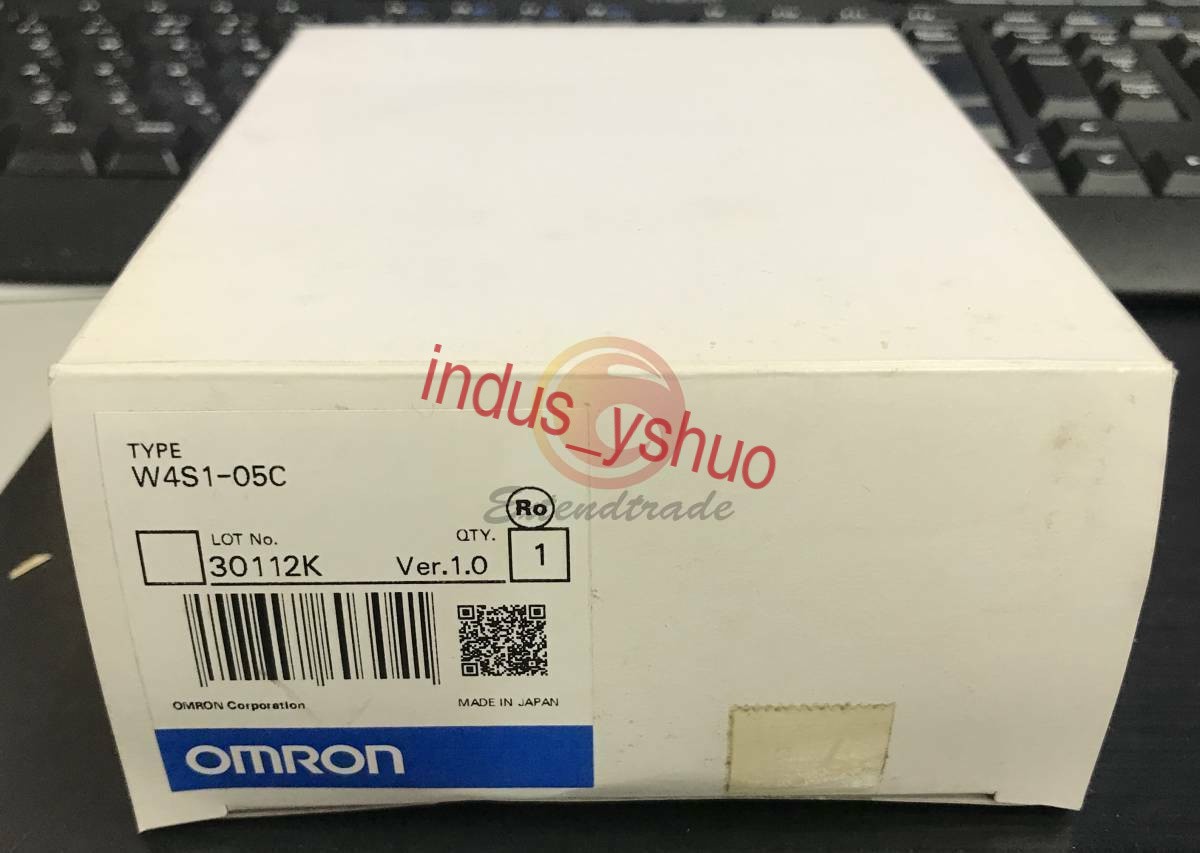 indus_yshuo
Extendtrade
TYPE
W4S1-05C
Ro
LOT No.
QTY.
30112K
Ver.1.0
1
OMRON Corporation
MADE IN JAPAN
OMRON